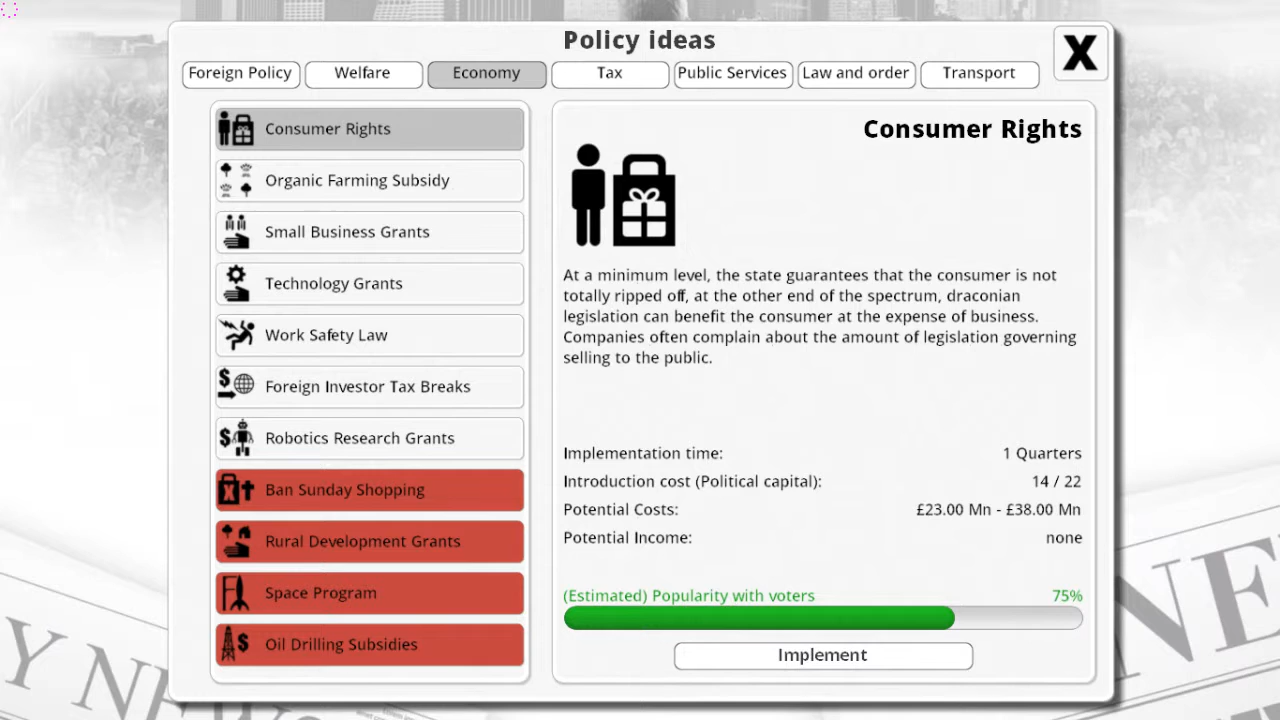 Policy ideas
X
Foreign Policy
Welfare
Economy
Tax
Public Services
Law and order
Transport
Consumer Rights
Organic Farming Subsidy
Small Business Grants
Technology Grants
Work Safety Law
Foreign Investor Tax Breaks
Robotics Research Grants
Ban Sunday Shopping
Rural Development Grants
Space Program
Oil Drilling Subsidies
Consumer Rights
At a minimum level, the state guarantees that the consumer is not
totally ripped off, at the other end of the spectrum, draconian
legislation can benefit the consumer at the expense of business.
Companies often complain about the amount of legislation governing
selling to the public.
Implementation time: 1 Quarters
Introduction cost (Political capital): 14 / 22
Potential Costs: £23.00 Mn - £38.00 Mn
Potential Income: none
(Estimated) Popularity with voters 75%
Implement